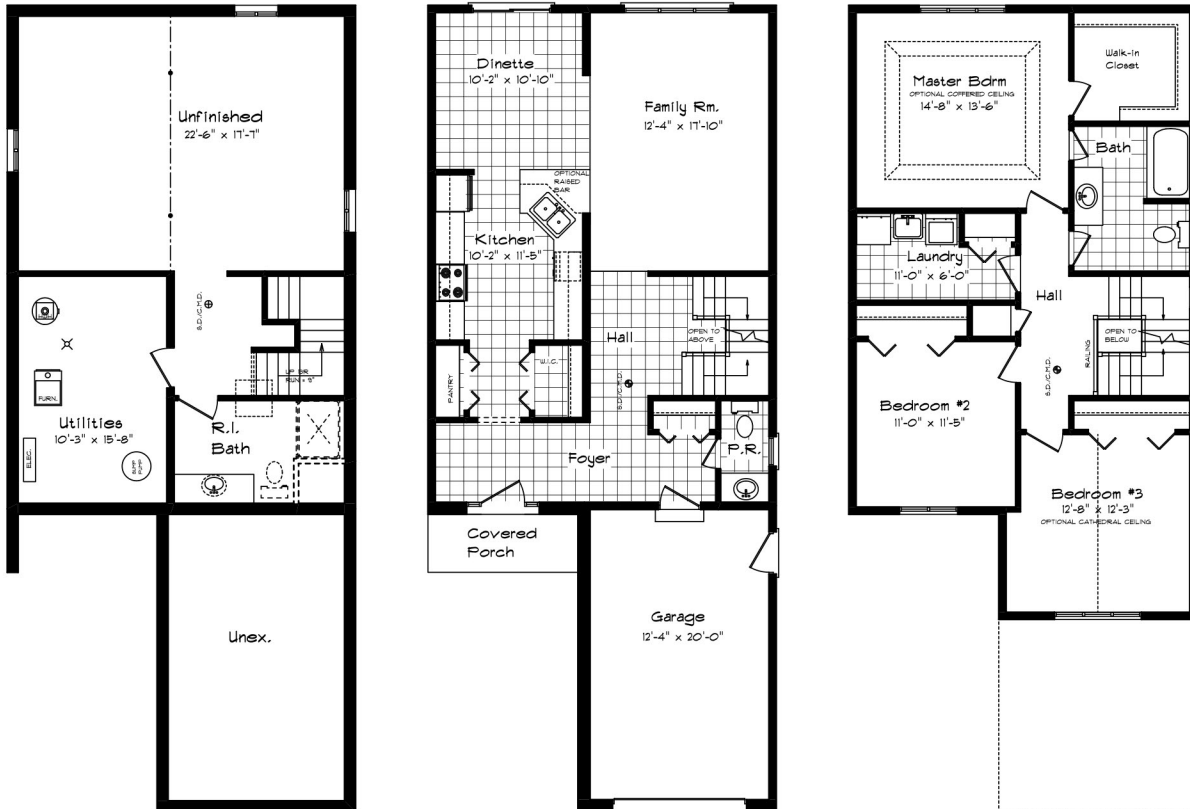 Unfinished
22'-6" x 17'-7"
S.D./C.M.D.
UP 13R
RUN = 9"
FURN.
Utilities
10'-3" x 15'-8"
ELEC.
SUMP
PUMP
R.I.
Bath
Unex.
Dinette
10'-2" x 10'-10"
Family Rm.
12'-4" x 17'-10"
OPTIONAL
RAISED
BAR
Kitchen
10'-2" x 11'-5"
Hall
OPEN TO
ABOVE
PANTRY
W.I.C.
S.D./C.M.D.
Foyer
P.R.
Covered
Porch
Garage
12'-4" x 20'-0"
Master Bdrm
OPTIONAL COFFERED CEILING
14'-8" x 13'-6"
Walk-in
Closet
Bath
Laundry
11'-0" x 6'-0"
Hall
OPEN TO
BELOW
RAILING
S.D./C.M.D.
Bedroom #2
11'-0" x 11'-5"
Bedroom #3
12'-8" x 12'-3"
OPTIONAL CATHEDRAL CEILING